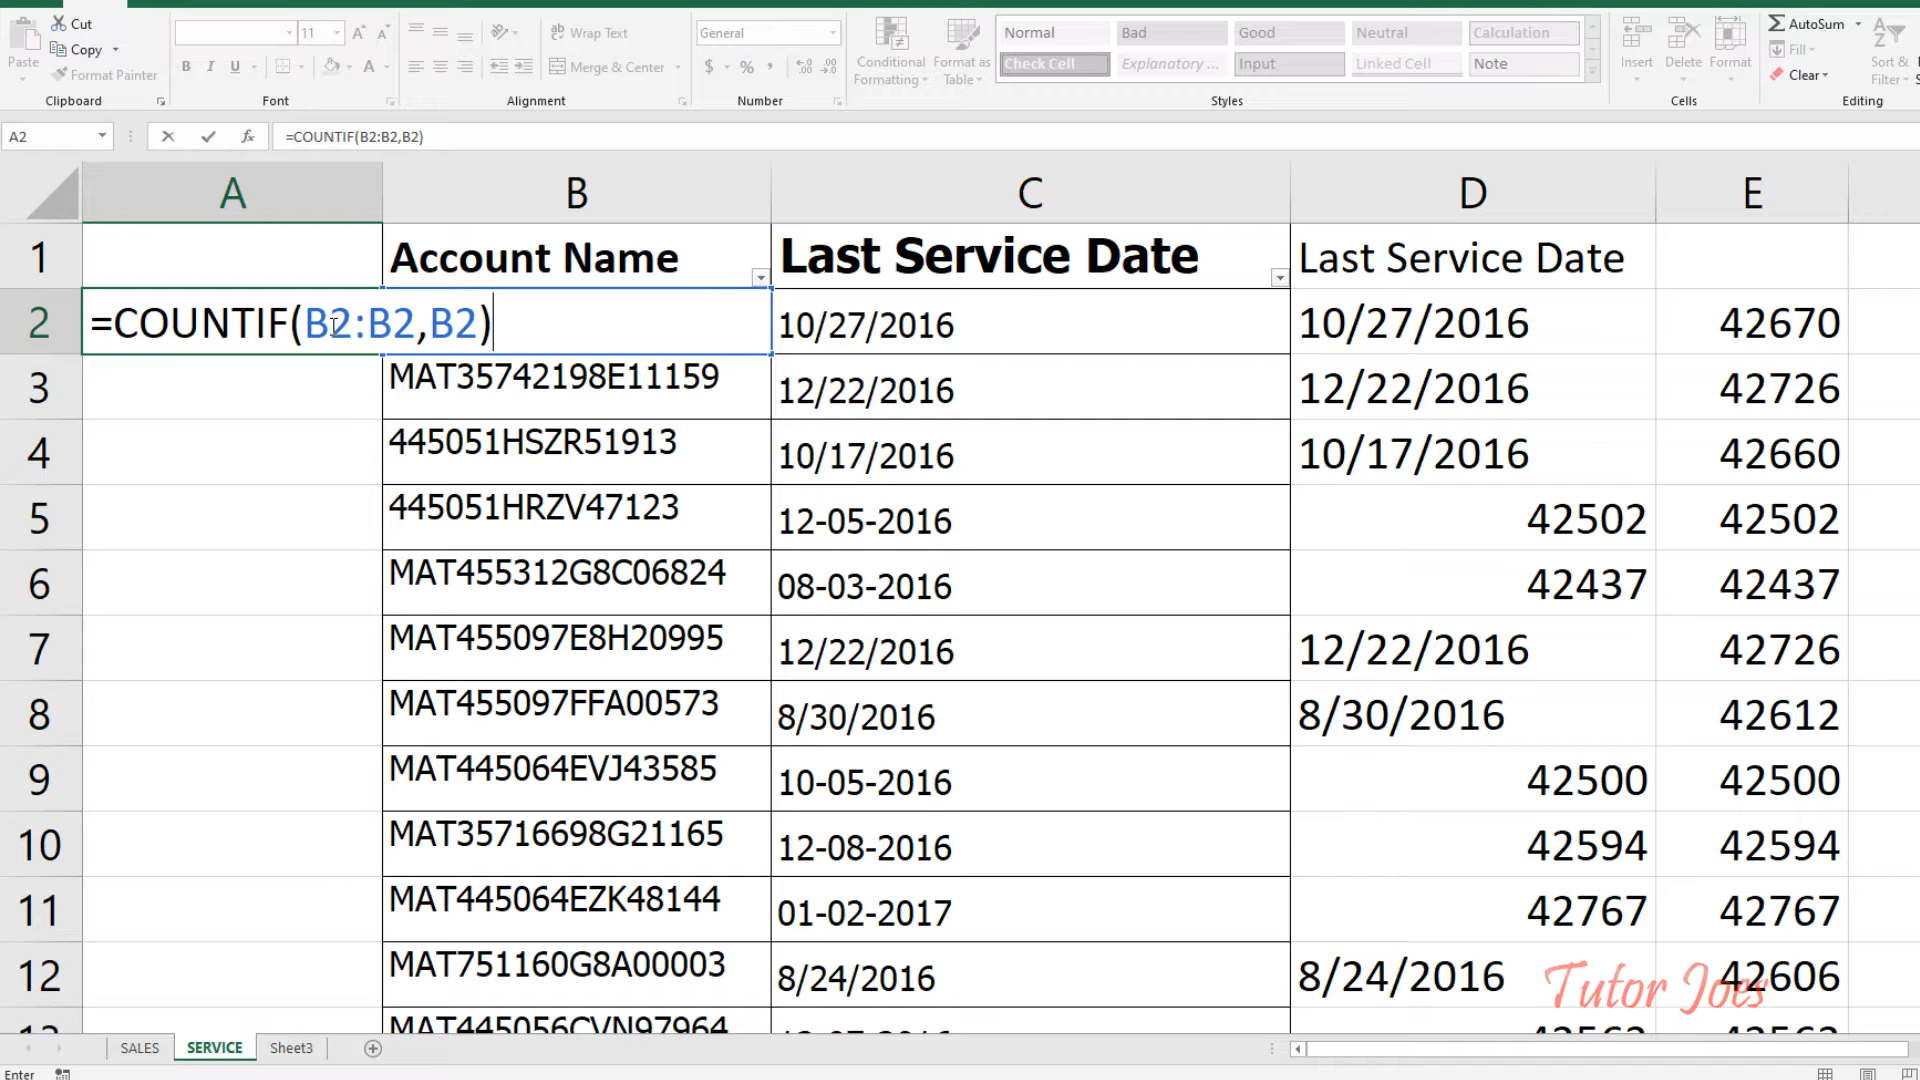 Cut
Copy
Format Painter
Paste
Clipboard
11
B I U
A
Font
Wrap Text
Merge & Center
Alignment
General
$ % ,
Number
Conditional Formatting
Format as Table
Normal Bad Good Neutral Calculation
Check Cell Explanatory ... Input Linked Cell Note
Styles
Insert Delete Format
Cells
AutoSum
Fill
Clear
Sort & Filter
Editing
A2 fx =COUNTIF(B2:B2,B2)
A B C D E
1 Account Name Last Service Date Last Service Date
2 =COUNTIF(B2:B2,B2) 10/27/2016 10/27/2016 42670
3 MAT35742198E11159 12/22/2016 12/22/2016 42726
4 445051HSZR51913 10/17/2016 10/17/2016 42660
5 445051HRZV47123 12-05-2016 42502 42502
6 MAT455312G8C06824 08-03-2016 42437 42437
7 MAT455097E8H20995 12/22/2016 12/22/2016 42726
8 MAT455097FFA00573 8/30/2016 8/30/2016 42612
9 MAT445064EVJ43585 10-05-2016 42500 42500
10 MAT35716698G21165 12-08-2016 42594 42594
11 MAT445064EZK48144 01-02-2017 42767 42767
12 MAT751160G8A00003 8/24/2016 8/24/2016 42606
Tutor Joes
MAT445056CVN97964
SALES SERVICE Sheet3
Enter